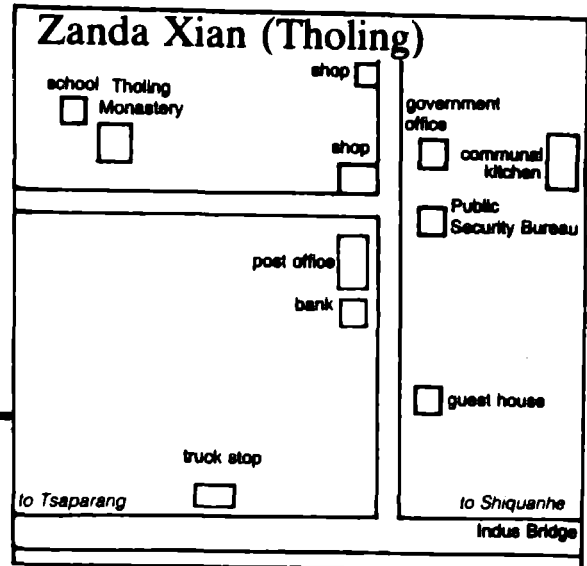 Zanda Xian (Tholing)
shop
school Tholing
Monastery
government
office
shop
communal
kitchen
Public
Security Bureau
post office
bank
guest house
truck stop
to Tsaparang
to Shiquanhe
Indus Bridge